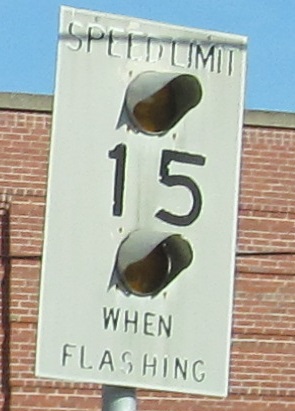 SPEED LIMIT
15
WHEN
FLASHING